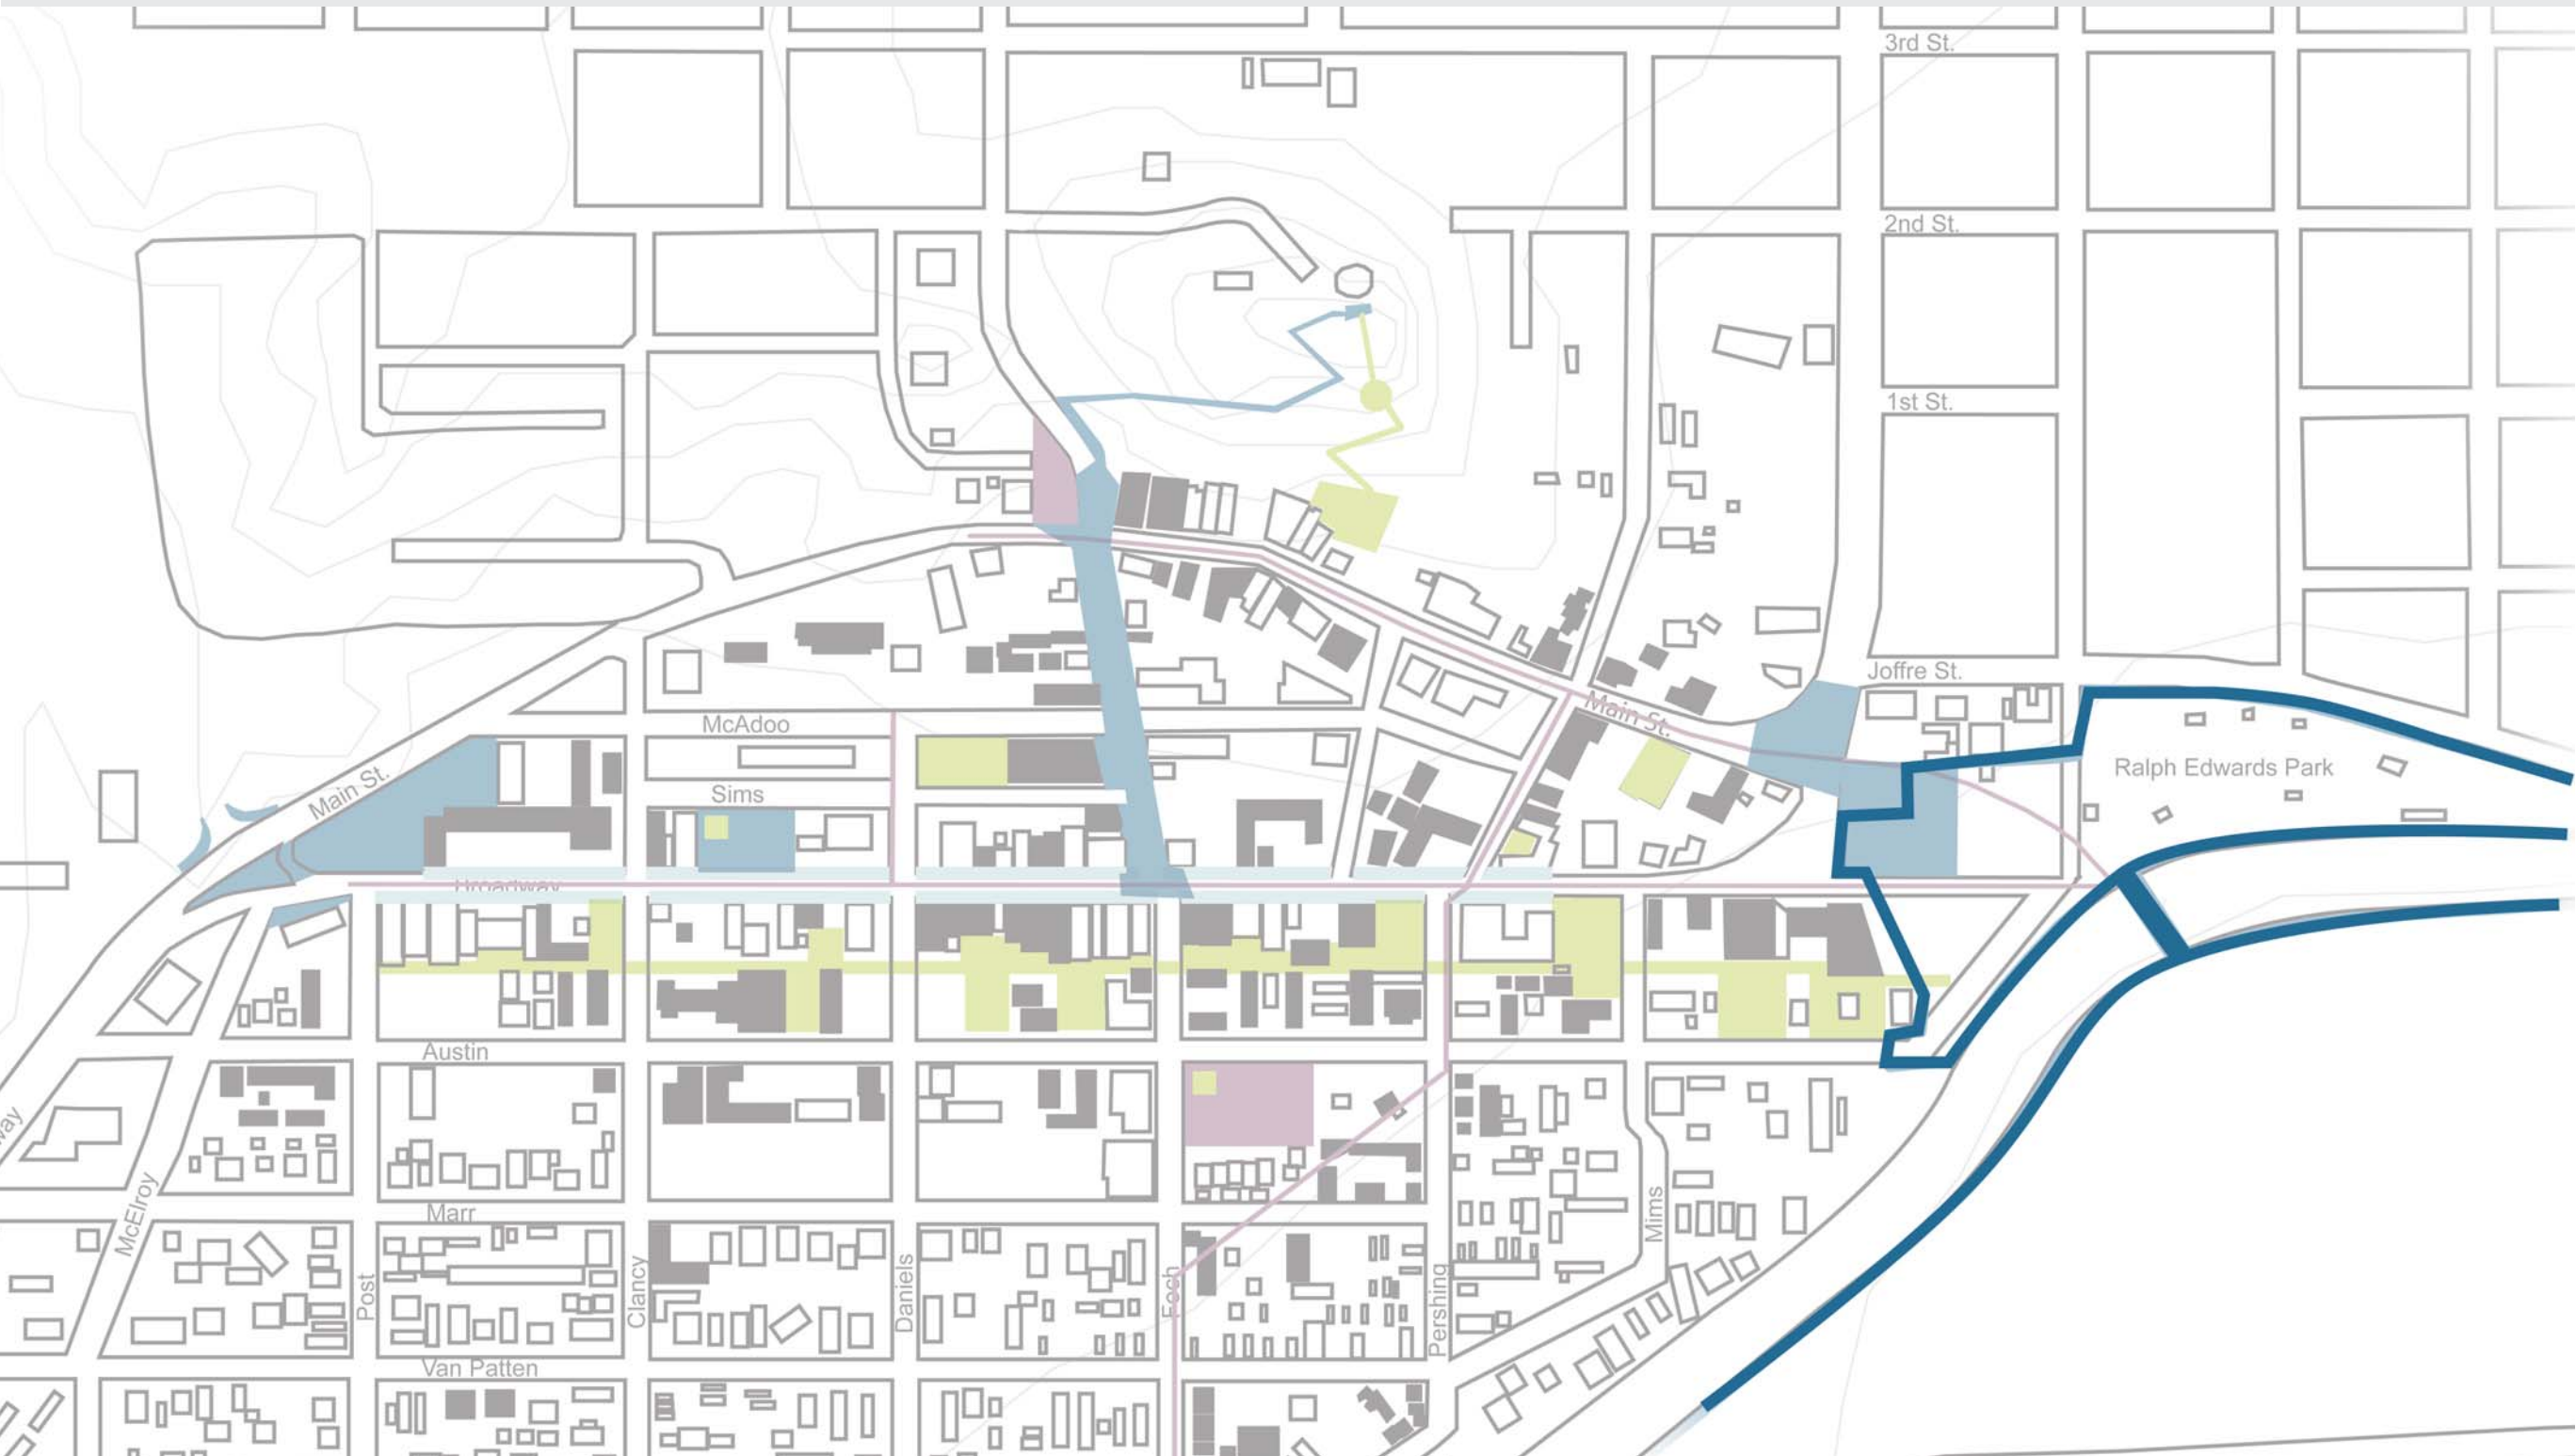 3rd St.
2nd St.
1st St.
Joffre St.
Main St.
McAdoo
Ralph Edwards Park
Main St.
Sims
Broadway
Austin
McElroy
Marr
Mims
Post
Clancy
Daniels
Foch
Pershing
Van Patten